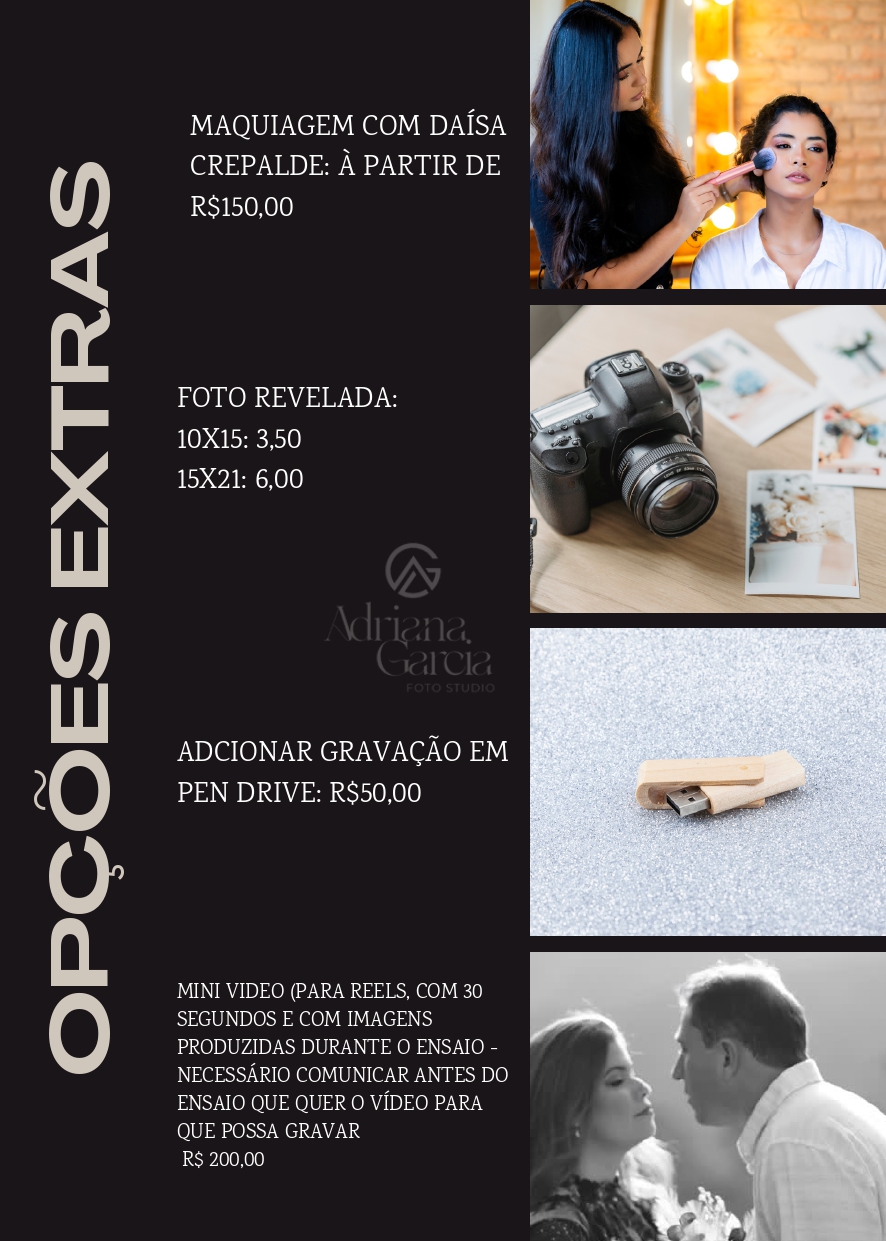 OPÇÕES EXTRAS
MAQUIAGEM COM DAÍSA
CREPALDE: À PARTIR DE
R$150,00
FOTO REVELADA:
10X15: 3,50
15X21: 6,00
Adriana
Garcia
FOTO STUDIO
ADCIONAR GRAVAÇÃO EM
PEN DRIVE: R$50,00
MINI VIDEO (PARA REELS, COM 30
SEGUNDOS E COM IMAGENS
PRODUZIDAS DURANTE O ENSAIO -
NECESSÁRIO COMUNICAR ANTES DO
ENSAIO QUE QUER O VÍDEO PARA
QUE POSSA GRAVAR
R$ 200,00